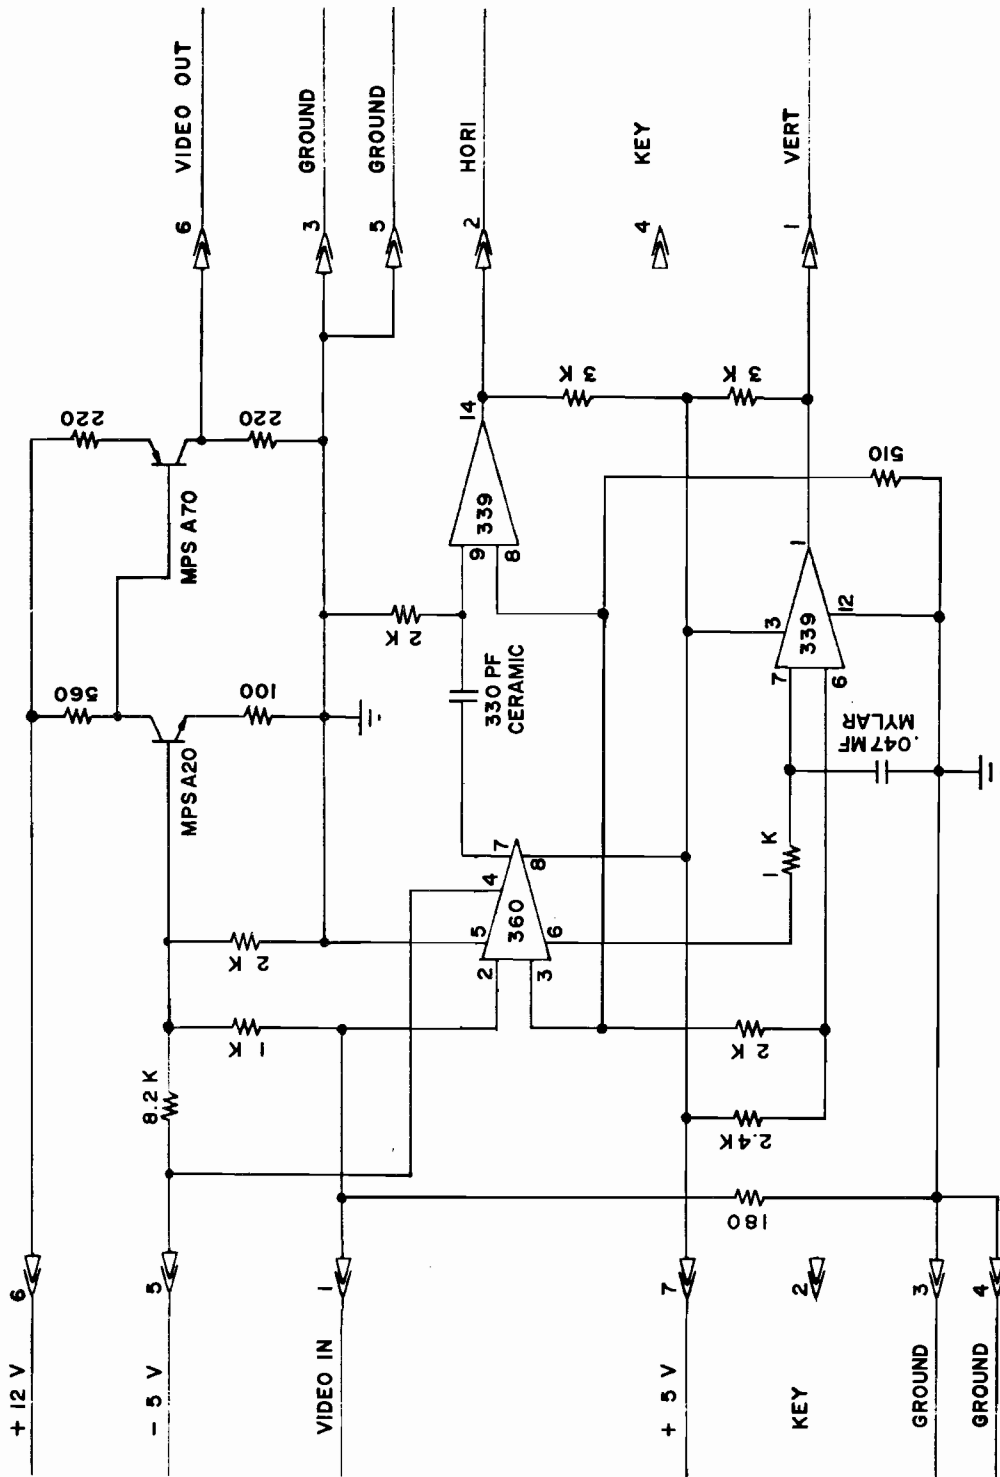 + 12 V
6
- 5 V
5
VIDEO IN
1
+ 5 V
7
KEY
2
GROUND
3
GROUND
4
8.2 K
1 K
2 K
180
2.4K
2 K
2
3
5
4
360
6
7
8
560
MPS A20
100
330 PF
CERAMIC
2 K
1 K
.047MF
MYLAR
7
3
339
6
12
1
220
MPS A70
220
9
8
339
14
3 K
3 K
510
6
VIDEO OUT
3
GROUND
5
GROUND
2
HORI
4
KEY
1
VERT